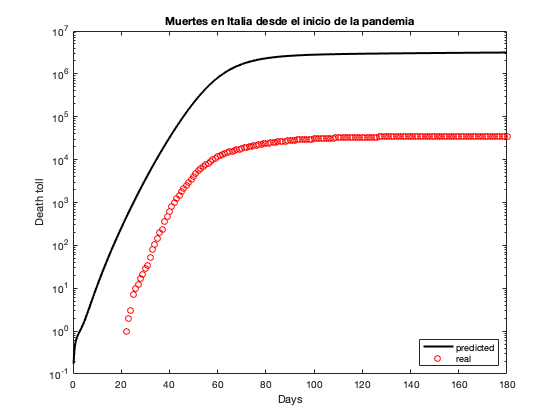 Muertes en Italia desde el inicio de la pandemia
10^7
10^6
10^5
10^4
10^3
10^2
10^1
10^0
10^-1
Death toll
0 20 40 60 80 100 120 140 160 180
Days
predicted
real